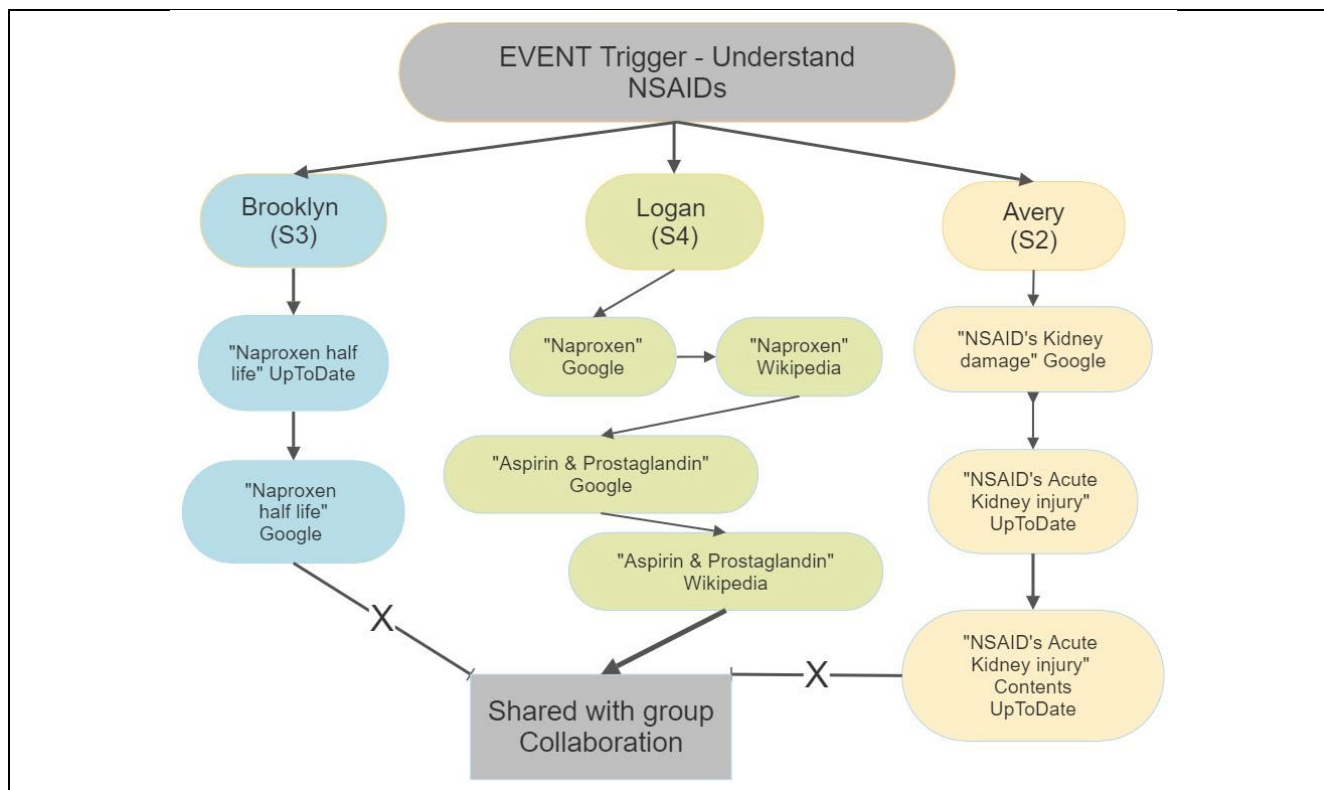 EVENT Trigger - Understand
NSAIDs
Brooklyn
(S3)
Logan
(S4)
Avery
(S2)
"Naproxen half
life" UpToDate
"Naproxen"
Google
"Naproxen"
Wikipedia
"NSAID's Kidney
damage" Google
"Aspirin & Prostaglandin"
Google
"Naproxen
half life"
Google
"NSAID's Acute
Kidney injury"
UpToDate
"Aspirin & Prostaglandin"
Wikipedia
X
"NSAID's Acute
Kidney injury"
Contents
UpToDate
X
Shared with group
Collaboration